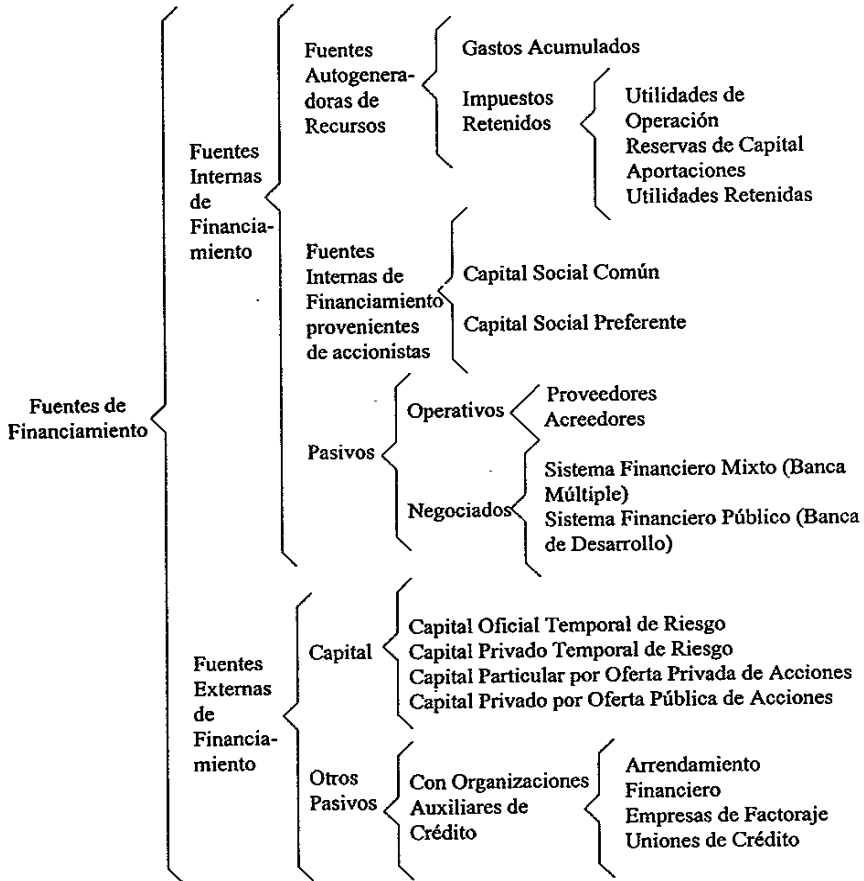 Fuentes de
Financiamiento
Fuentes
Internas
de
Financia-
miento
Fuentes
Autogenera-
doras de
Recursos
Gastos Acumulados
Impuestos
Retenidos
Utilidades de
Operación
Reservas de Capital
Aportaciones
Utilidades Retenidas
Fuentes
Internas de
Financiamiento
provenientes
de accionistas
Capital Social Común
Capital Social Preferente
Pasivos
Operativos
Proveedores
Acreedores
Negociados
Sistema Financiero Mixto (Banca
Múltiple)
Sistema Financiero Público (Banca
de Desarrollo)
Fuentes
Externas
de
Financia-
miento
Capital
Capital Oficial Temporal de Riesgo
Capital Privado Temporal de Riesgo
Capital Particular por Oferta Privada de Acciones
Capital Privado por Oferta Pública de Acciones
Otros
Pasivos
Con Organizaciones
Auxiliares de
Crédito
Arrendamiento
Financiero
Empresas de Factoraje
Uniones de Crédito